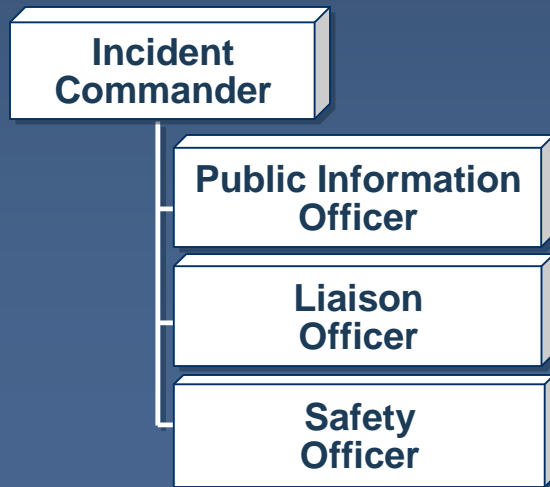 Incident
Commander
Public Information
Officer
Liaison
Officer
Safety
Officer